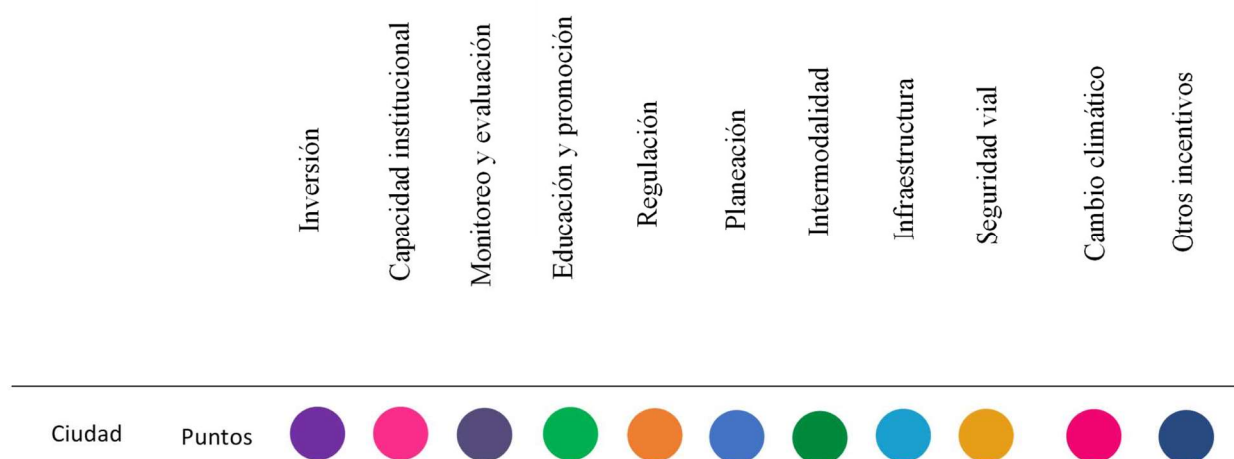 Inversión
Capacidad institucional
Monitoreo y evaluación
Educación y promoción
Regulación
Planeación
Intermodalidad
Infraestructura
Seguridad vial
Cambio climático
Otros incentivos
Ciudad Puntos